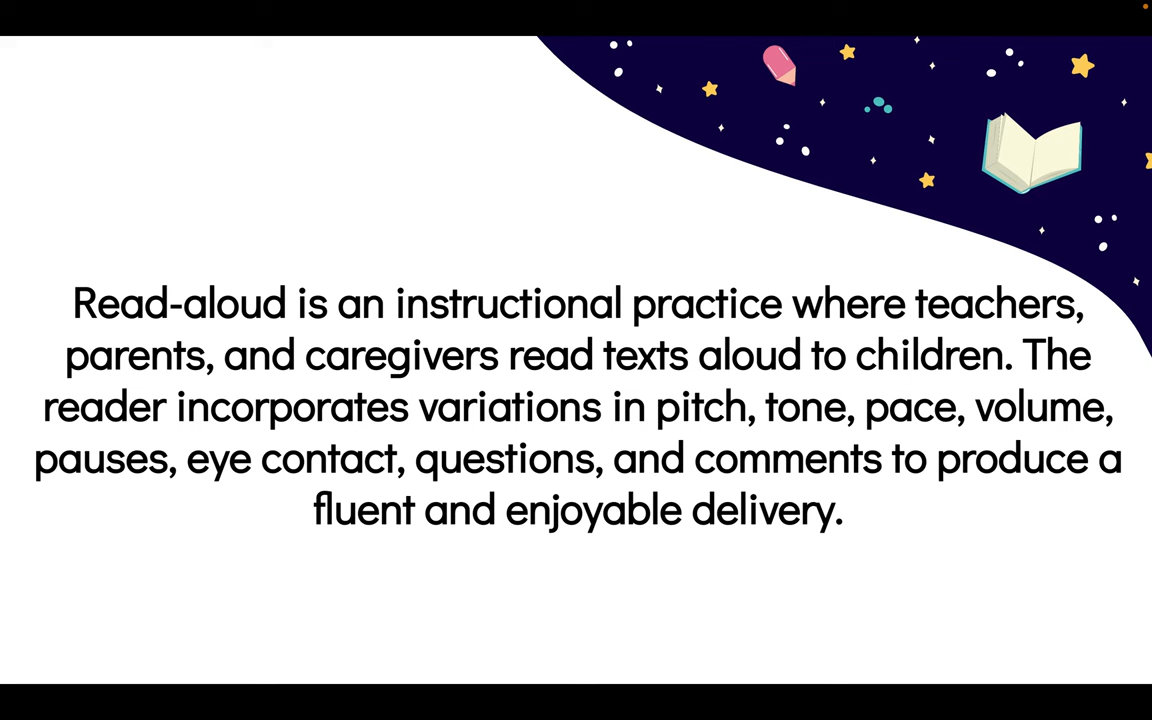 Read-aloud is an instructional practice where teachers,
parents, and caregivers read texts aloud to children. The
reader incorporates variations in pitch, tone, pace, volume,
pauses, eye contact, questions, and comments to produce a
fluent and enjoyable delivery.